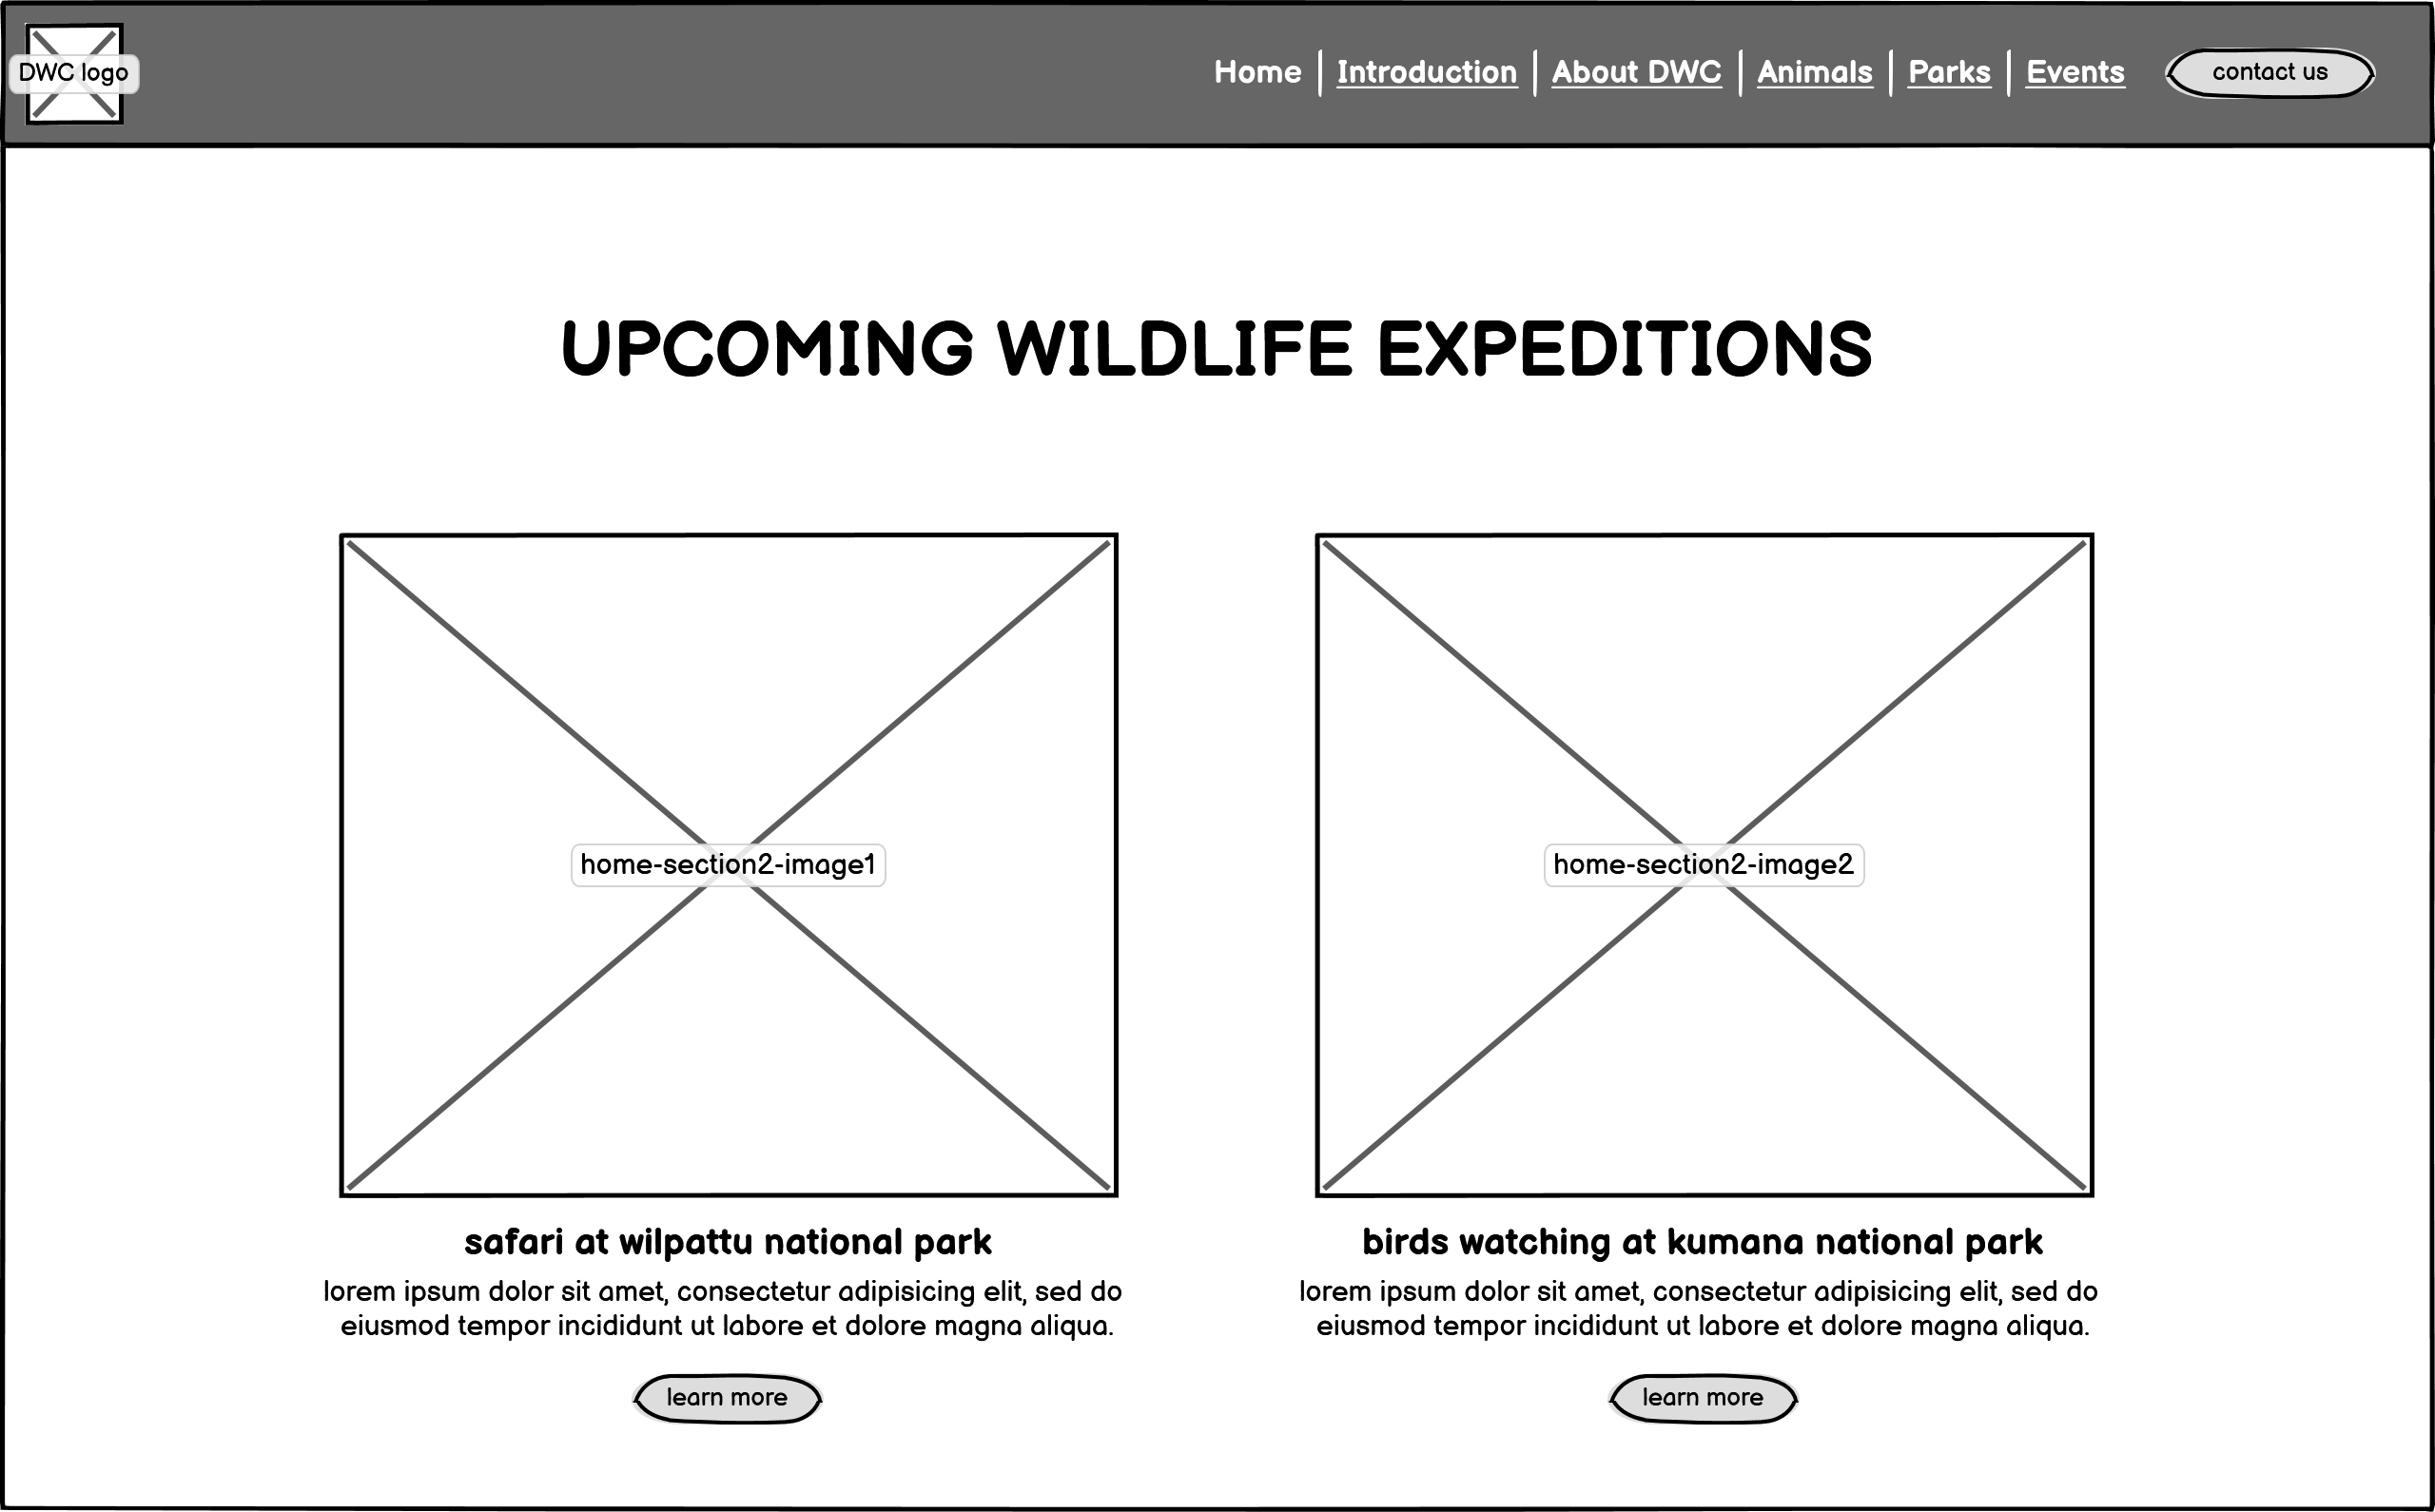 DWC logo
Home Introduction About DWC Animals Parks Events contact us
UPCOMING WILDLIFE EXPEDITIONS
home-section2-image1
home-section2-image2
safari at wilpattu national park
lorem ipsum dolor sit amet, consectetur adipisicing elit, sed do
eiusmod tempor incididunt ut labore et dolore magna aliqua.
learn more
birds watching at kumana national park
lorem ipsum dolor sit amet, consectetur adipisicing elit, sed do
eiusmod tempor incididunt ut labore et dolore magna aliqua.
learn more